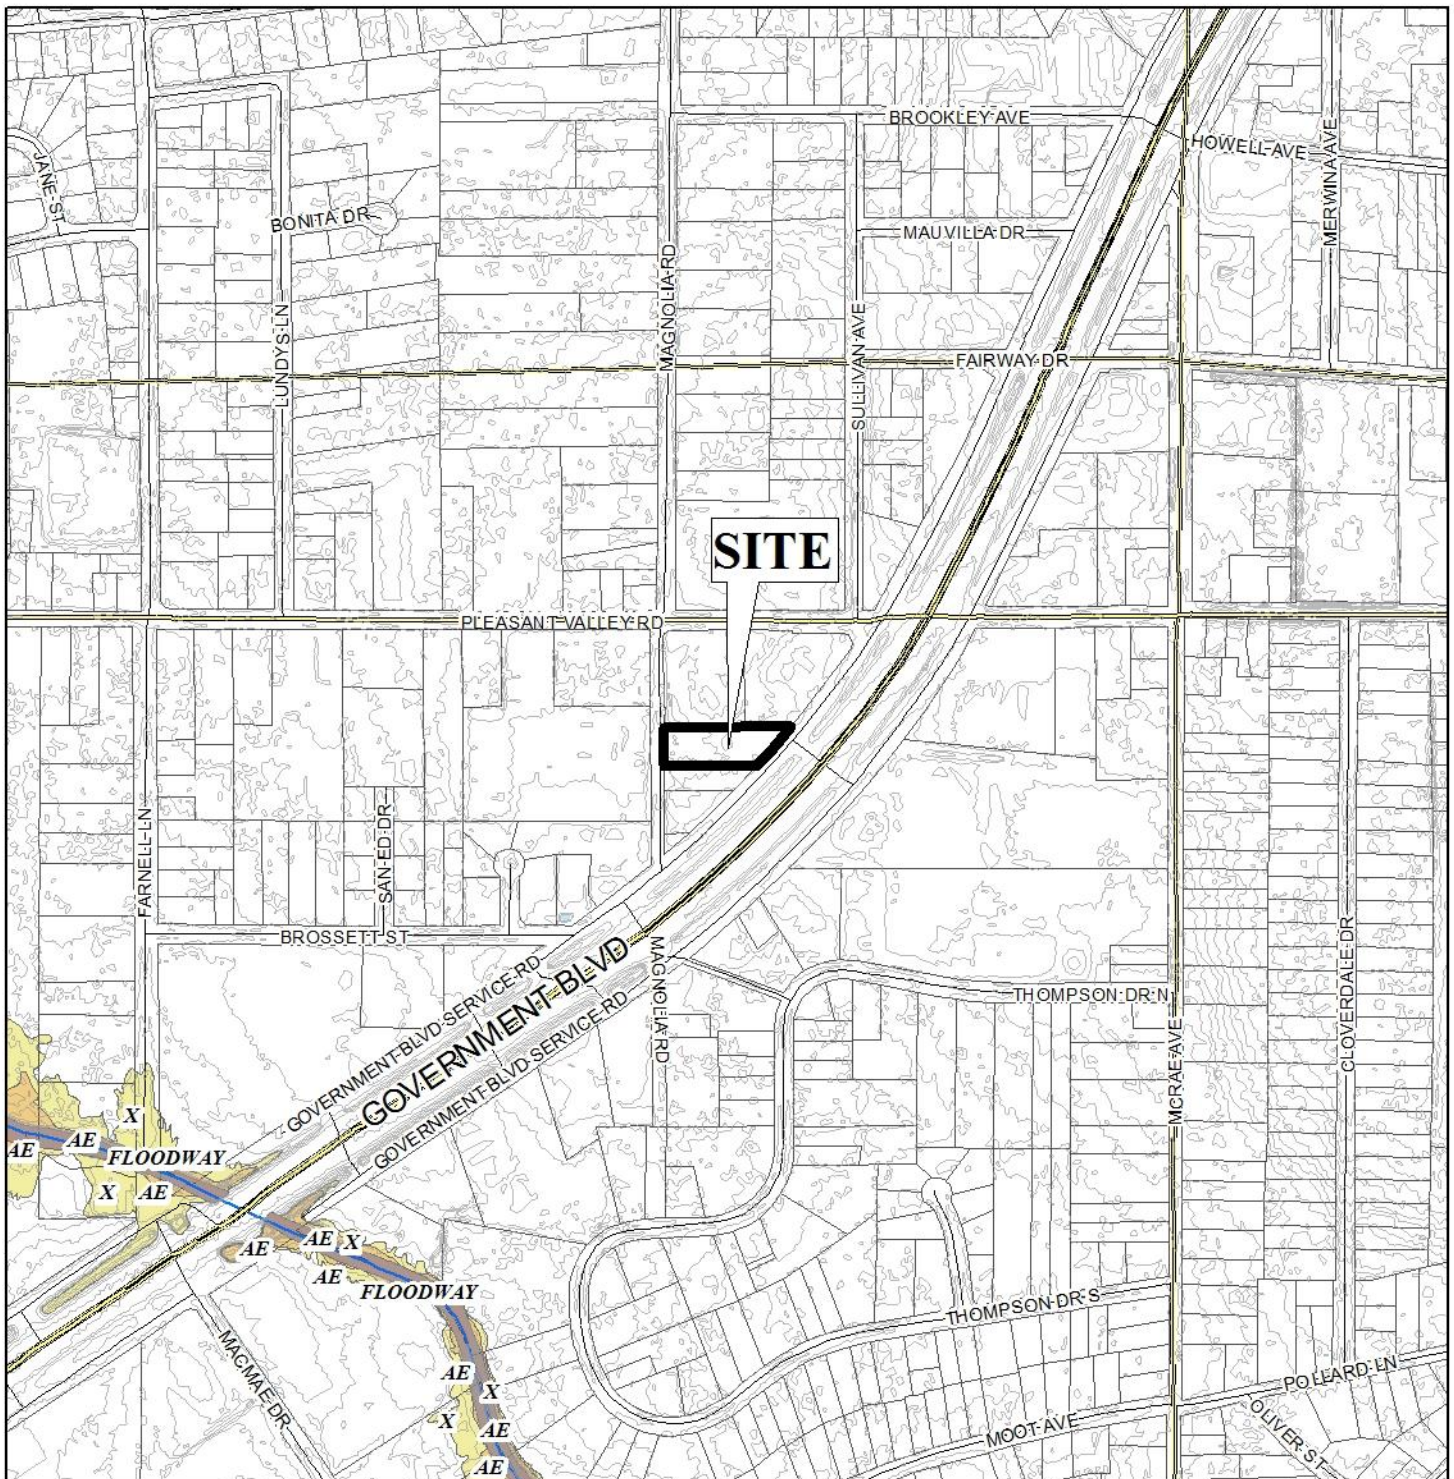 BROOKLEY AVE
HOWELL AVE
MERWINA AVE
JANE ST
BONITA DR
MAUVILLA DR
MAGNOLIA RD
LUNDYS LN
SULLIVAN AVE
FAIRWAY DR
SITE
PLEASANT VALLEY RD
FARNELL LN
SAN ED DR
BROSSETT ST
GOVERNMENT BLVD SERVICE RD
GOVERNMENT BLVD
GOVERNMENT BLVD SERVICE RD
MAGNOLIA RD
THOMPSON DR N
MCRAE AVE
CLOVERDALE DR
X
AE
AE
FLOODWAY
X
AE
AE
AE
X
AE
FLOODWAY
THOMPSON DR S
MACMAE DR
AE
X
X
AE
AE
POLLARD LN
OLIVER ST
MOOT AVE